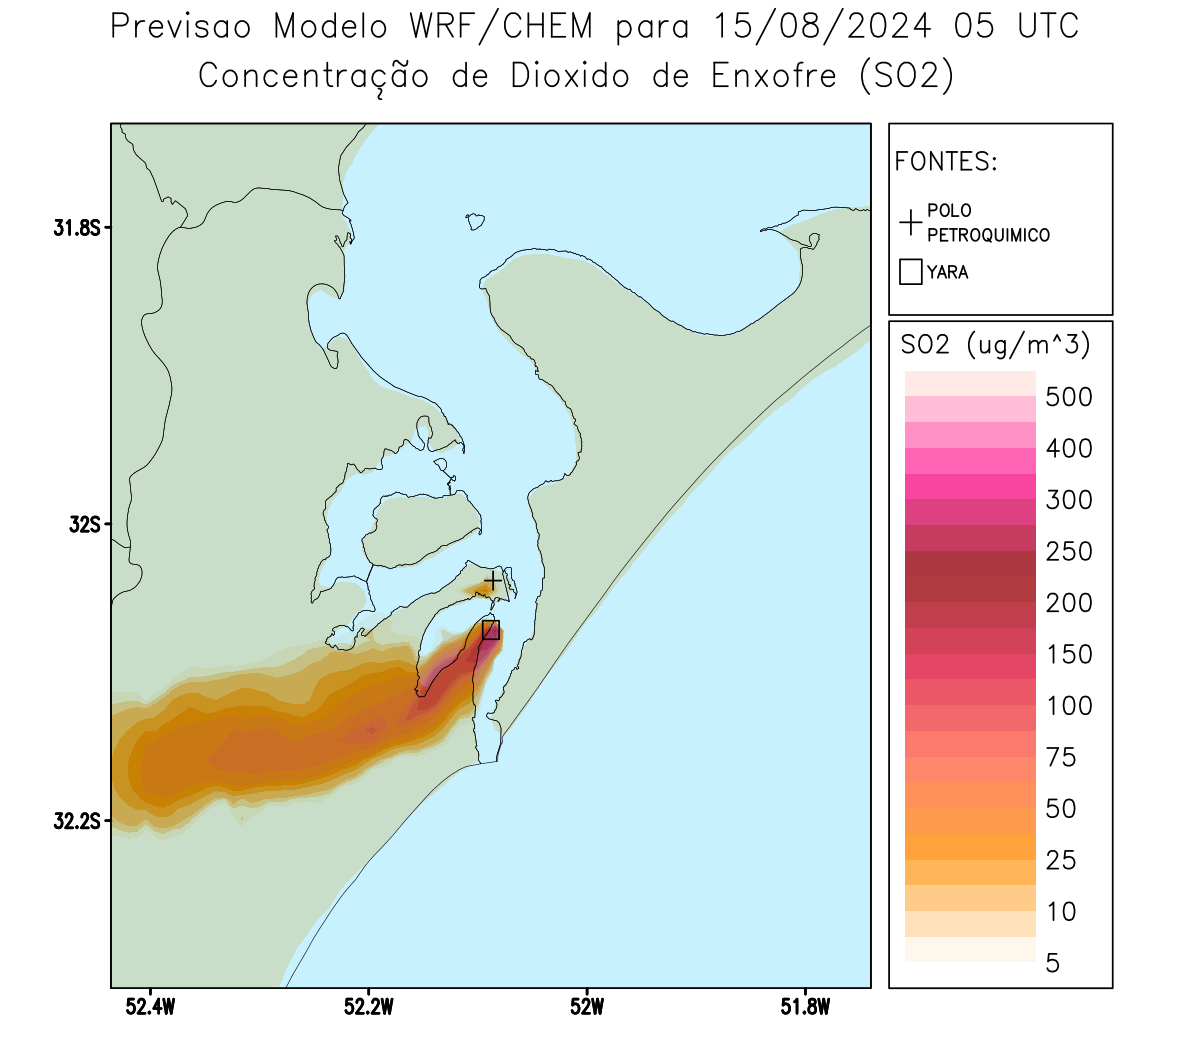 Previsao Modelo WRF/CHEM para 15/08/2024 05 UTC
Concentração de Dioxido de Enxofre (SO2)
FONTES:
POLO
PETROQUIMICO
YARA
SO2 (ug/m^3)
500
400
300
250
200
150
100
75
50
25
10
5
31.8S
32S
32.2S
52.4W
52.2W
52W
51.8W